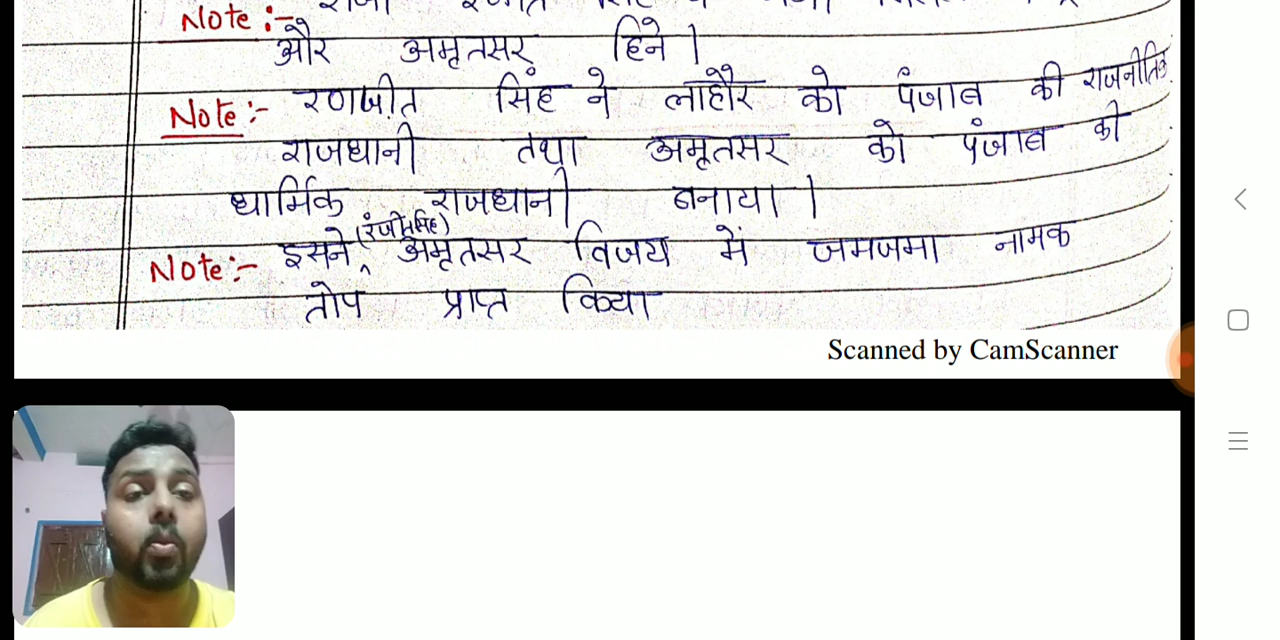 Note :-
और अमृतसर हिने |
Note :- रणजीत सिंह ने लाहौर को पंजाब की राजनीतिक
राजधानी तथा अमृतसर को पंजाब की
धार्मिक राजधानी बनाया |
Note :- इसने (रंजीत सिंह) अमृतसर विजय में जमजमा नामक
तोप प्राप्त किया
Scanned by CamScanner